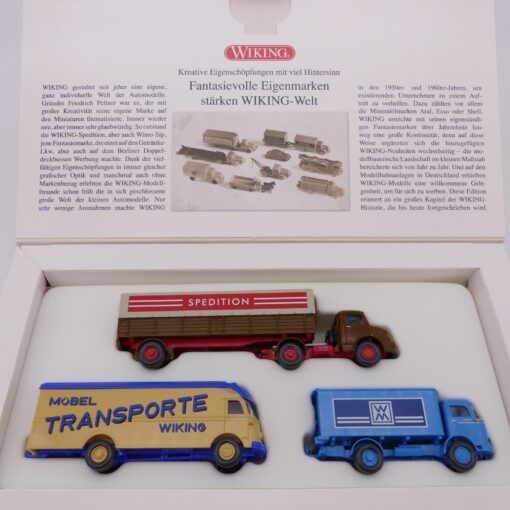 WIKING
Kreative Eigenschöpfungen mit viel Hintersinn
Fantasievolle Eigenmarken
stärken WIKING-Welt
WIKING gestaltet seit jeher eine eigene,
ganz individuelle Welt der Automodelle.
Gründer Friedrich Peltzer war es, der mit
großer Kreativität seine eigene Marke auf
den Miniaturen thematisierte. Immer wieder
neu, aber immer sehr glaubwürdig. So entstand
die WIKING-Spedition, aber auch Wimo-Sip,
jene Fantasiemarke, die einst auf den Getränke-
Lkw, aber auch auf dem Berliner Doppel-
deckbussen Werbung machte. Dank der viel-
fältigen Eigenschöpfungen in immer gleicher
grafischer Optik und manchmal auch ohne
Markenbezug erlebten die WIKING-Modell-
freunde schon früh die in sich geschlossene
große Welt der kleinen Automodelle. Nur
sehr wenige Ausnahmen machte WIKING
in den 1950er- und 1960er-Jahren, um
existierenden Unternehmen zu einem Auf-
tritt zu verhelfen. Dazu zählten vor allem
die Mineralölmarken Aral, Esso oder Shell.
WIKING erreichte mit seinen eigenständi-
gen Fantasiemarken über Jahrzehnte hin-
weg eine große Kontinuität, denn auf diese
Weise ergänzten sich die hinzugefügten
WIKING-Neuheiten wechselseitig – die mo-
dellbauerische Landschaft im kleinen Maßstab
bereicherte sich von Jahr zu Jahr. Und auf den
Modellbahnanlagen in Deutschland erhielten
WIKING-Modelle eine willkommene Gele-
genheit, um für sich zu werben. Diese Edition
erinnert an ein großes Kapitel der WIKING-
Historie, die bis heute fortgeschrieben wird.
SPEDITION
MÖBEL
TRANSPORTE
WIKING
WM